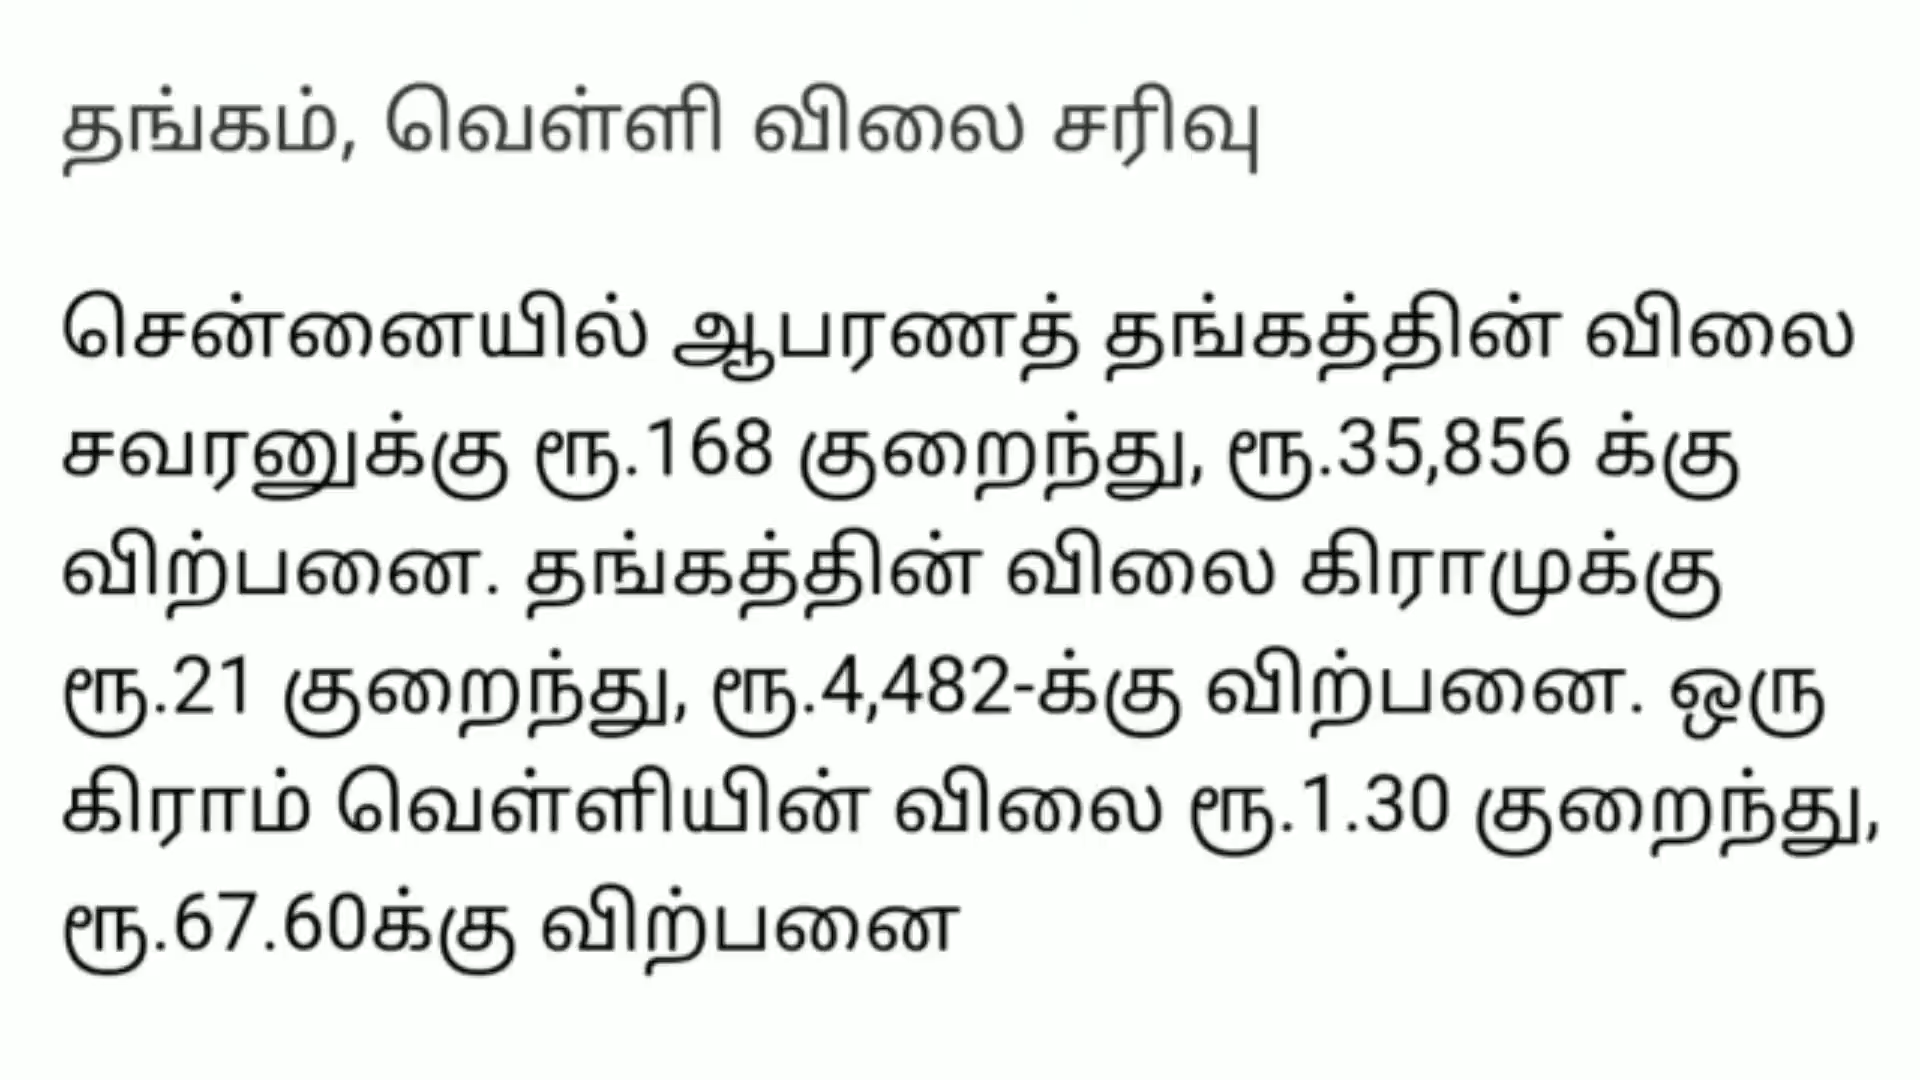 தங்கம், வெள்ளி விலை சரிவு
சென்னையில் ஆபரணத் தங்கத்தின் விலை
சவரனுக்கு ரூ.168 குறைந்து, ரூ.35,856 க்கு
விற்பனை. தங்கத்தின் விலை கிராமுக்கு
ரூ.21 குறைந்து, ரூ.4,482-க்கு விற்பனை. ஒரு
கிராம் வெள்ளியின் விலை ரூ.1.30 குறைந்து,
ரூ.67.60க்கு விற்பனை